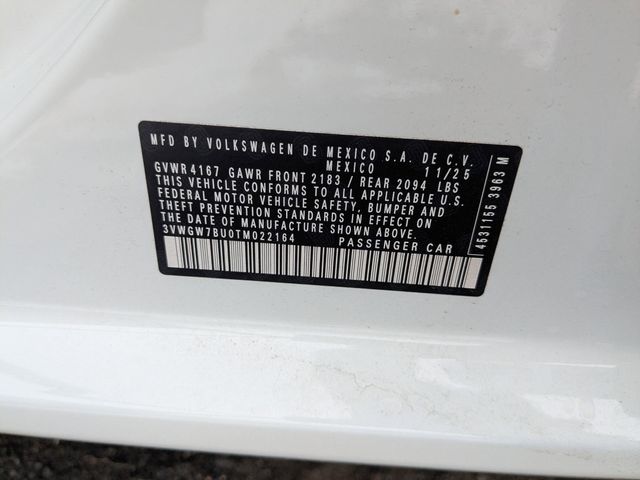 MFD BY VOLKSWAGEN DE MEXICO S.A. DE C.V.
MEXICO 11/25
GVWR 4167 GAWR FRONT 2183 / REAR 2094 LBS
THIS VEHICLE CONFORMS TO ALL APPLICABLE U.S.
FEDERAL MOTOR VEHICLE SAFETY, BUMPER AND
THEFT PREVENTION STANDARDS IN EFFECT ON
THE DATE OF MANUFACTURE SHOWN ABOVE.
3VWGW7BU0TM022164 PASSENGER CAR
4531155 3963 M